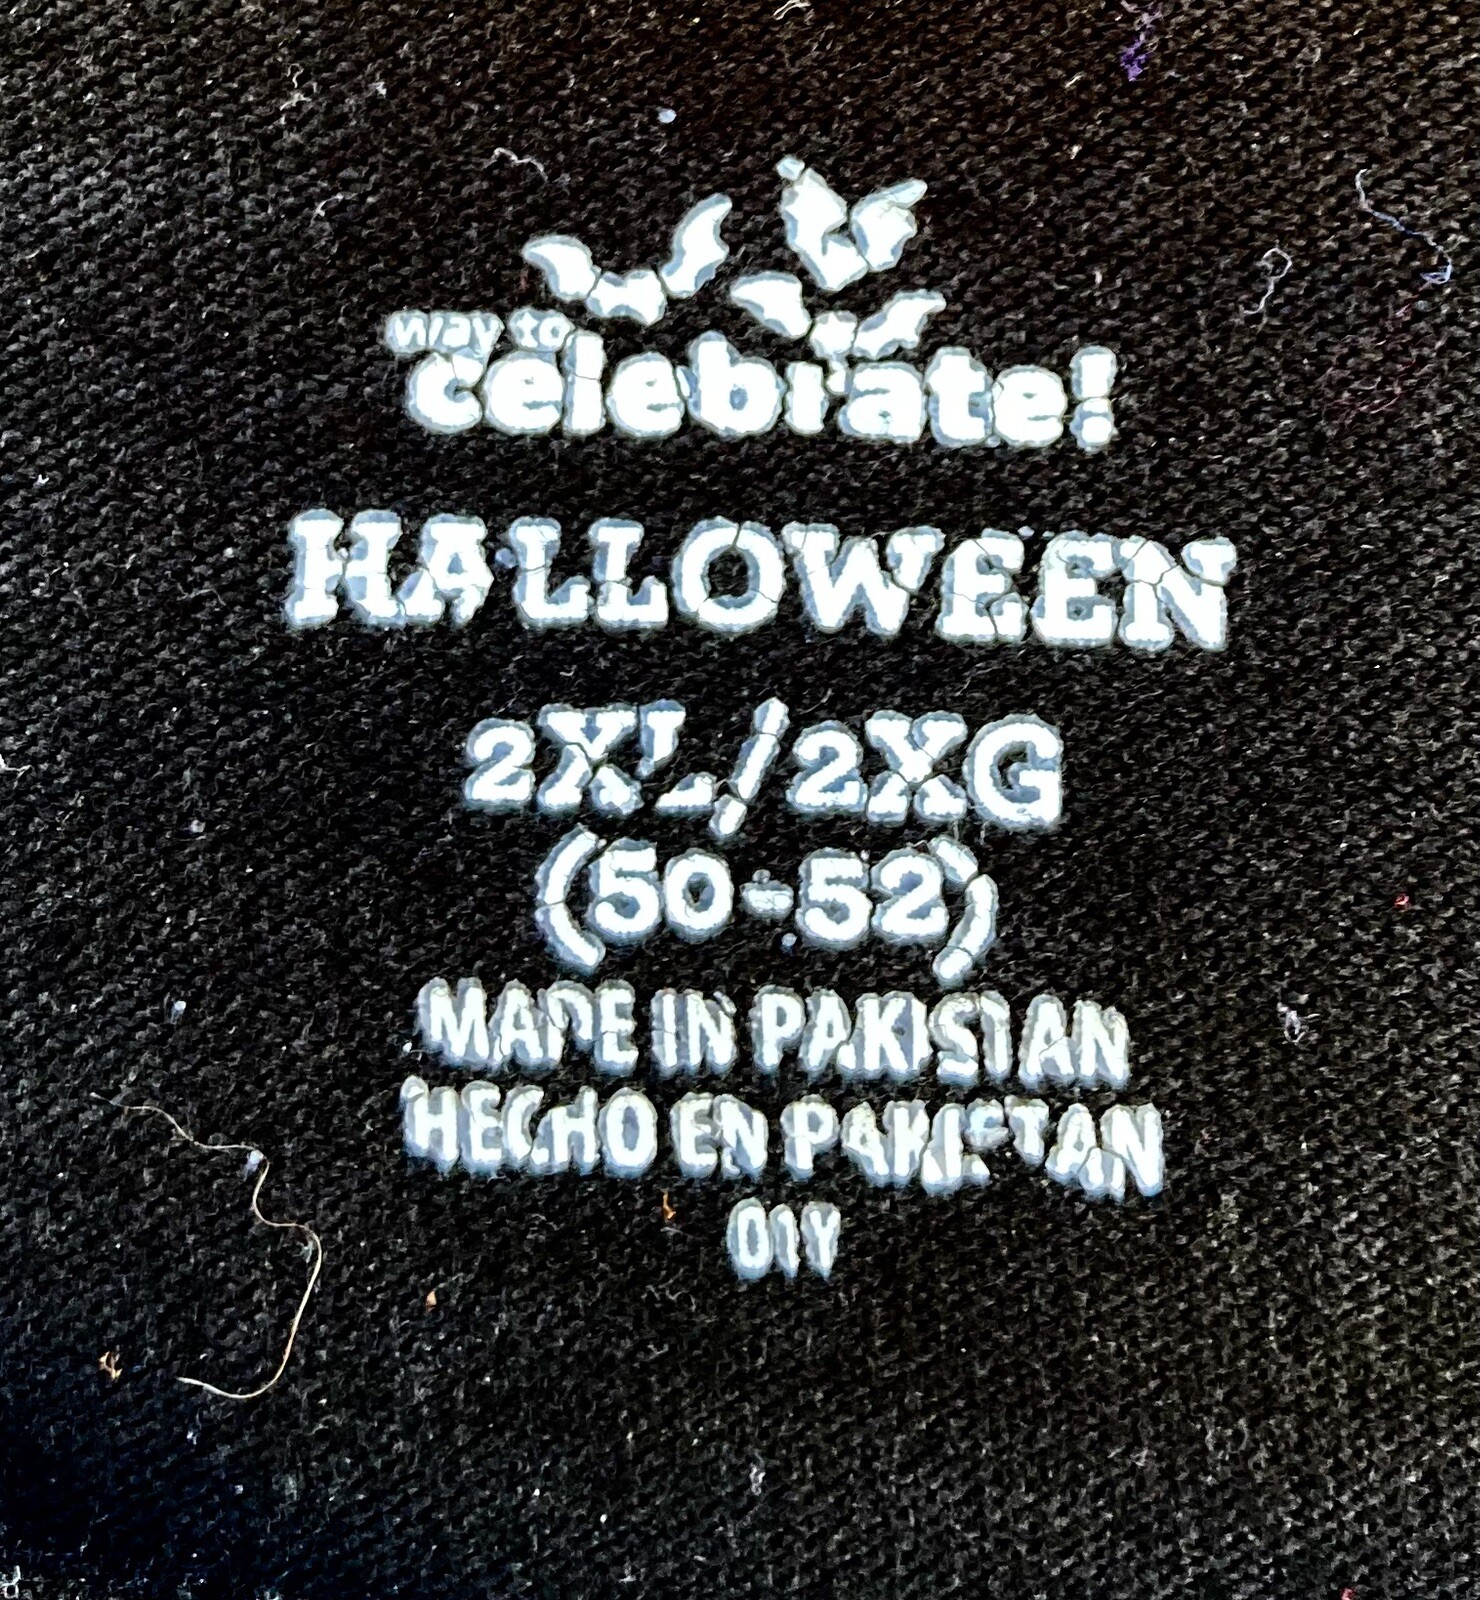 way to
celebrate!
HALLOWEEN
2XL/2XG
(50-52)
MADE IN PAKISTAN
HECHO EN PAKISTAN
01Y